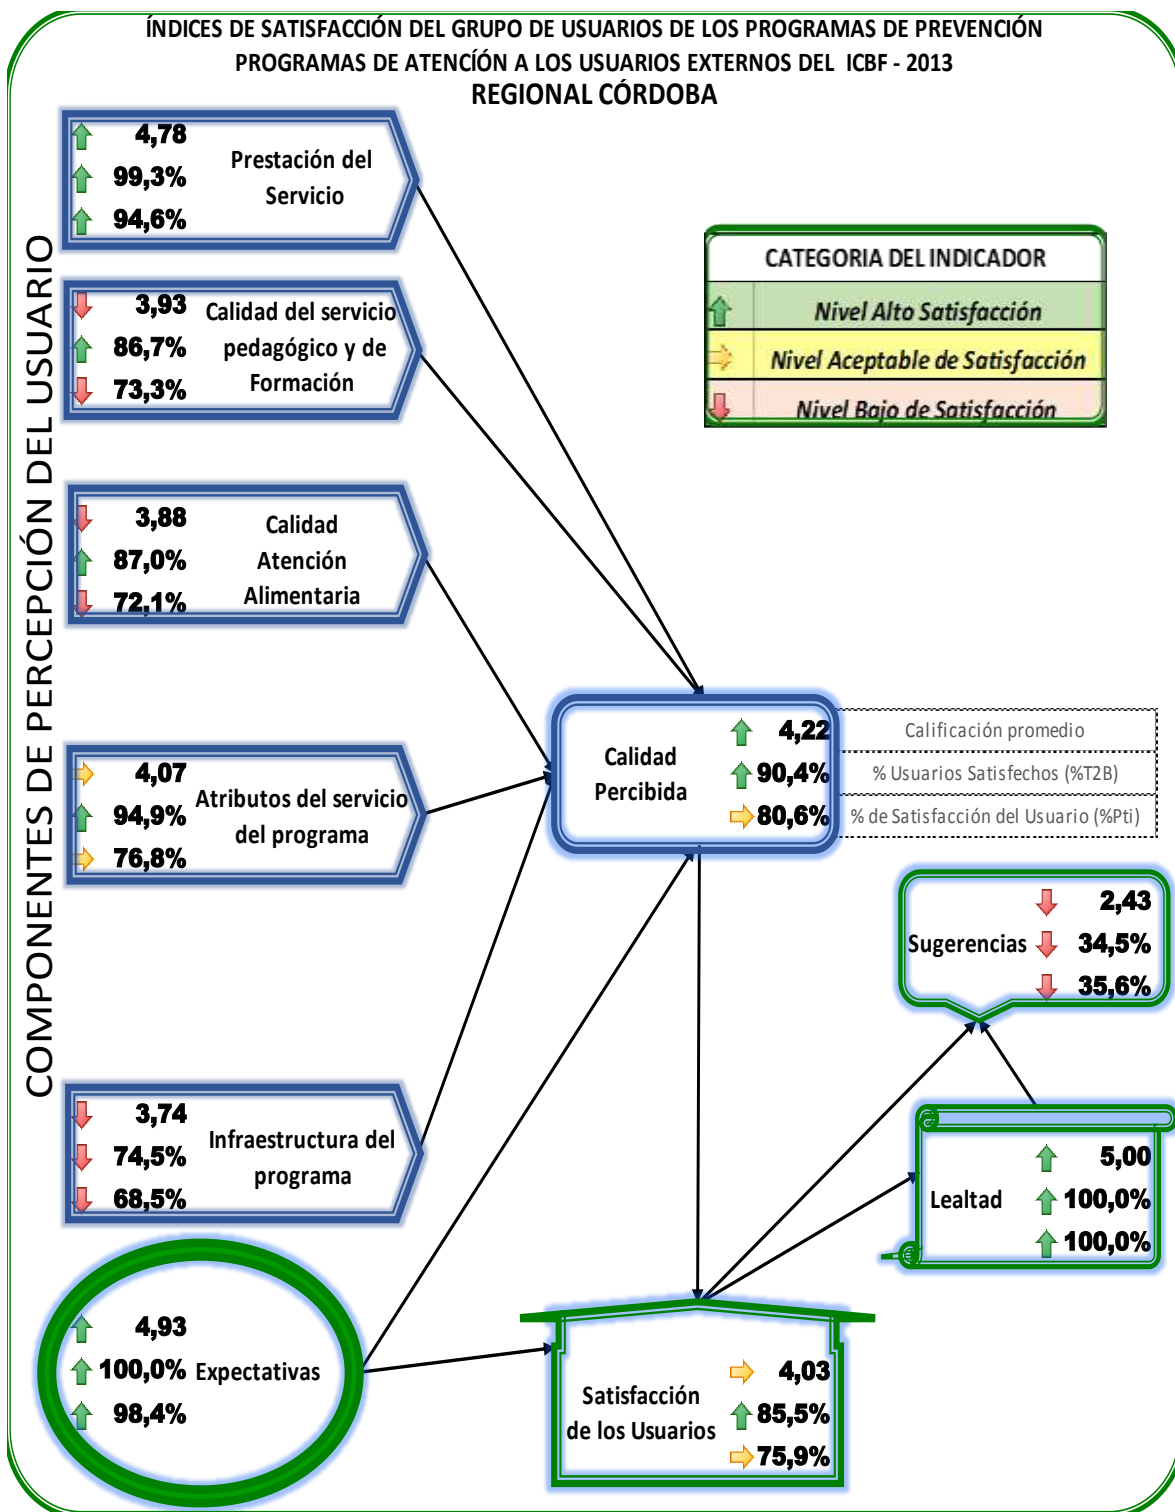 ÍNDICES DE SATISFACCIÓN DEL GRUPO DE USUARIOS DE LOS PROGRAMAS DE PREVENCIÓN
PROGRAMAS DE ATENCÍÓN A LOS USUARIOS EXTERNOS DEL ICBF - 2013
REGIONAL CÓRDOBA
COMPONENTES DE PERCEPCIÓN DEL USUARIO
4,78
99,3%
94,6%
Prestación del
Servicio
CATEGORIA DEL INDICADOR
Nivel Alto Satisfacción
Nivel Aceptable de Satisfacción
Nivel Bajo de Satisfacción
3,93
86,7%
73,3%
Calidad del servicio
pedagógico y de
Formación
3,88
87,0%
72,1%
Calidad
Atención
Alimentaria
4,07
94,9%
76,8%
Atributos del servicio
del programa
Calidad
Percibida
4,22
90,4%
80,6%
Calificación promedio
% Usuarios Satisfechos (%T2B)
% de Satisfacción del Usuario (%Pti)
Sugerencias
2,43
34,5%
35,6%
3,74
74,5%
68,5%
Infraestructura del
programa
Lealtad
5,00
100,0%
100,0%
4,93
100,0%
98,4%
Expectativas
Satisfacción
de los Usuarios
4,03
85,5%
75,9%